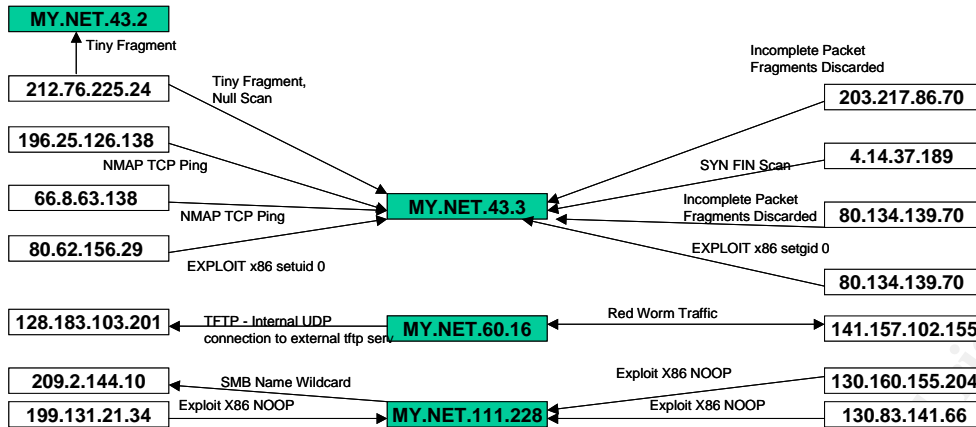 MY.NET.43.2
Tiny Fragment
212.76.225.24
Tiny Fragment,
Null Scan
Incomplete Packet
Fragments Discarded
203.217.86.70
196.25.126.138
NMAP TCP Ping
SYN FIN Scan
4.14.37.189
66.8.63.138
NMAP TCP Ping
MY.NET.43.3
Incomplete Packet
Fragments Discarded
80.134.139.70
80.62.156.29
EXPLOIT x86 setuid 0
EXPLOIT x86 setgid 0
80.134.139.70
128.183.103.201
TFTP - Internal UDP
connection to external tftp serv
MY.NET.60.16
Red Worm Traffic
141.157.102.155
209.2.144.10
SMB Name Wildcard
Exploit X86 NOOP
130.160.155.204
199.131.21.34
Exploit X86 NOOP
MY.NET.111.228
Exploit X86 NOOP
130.83.141.66